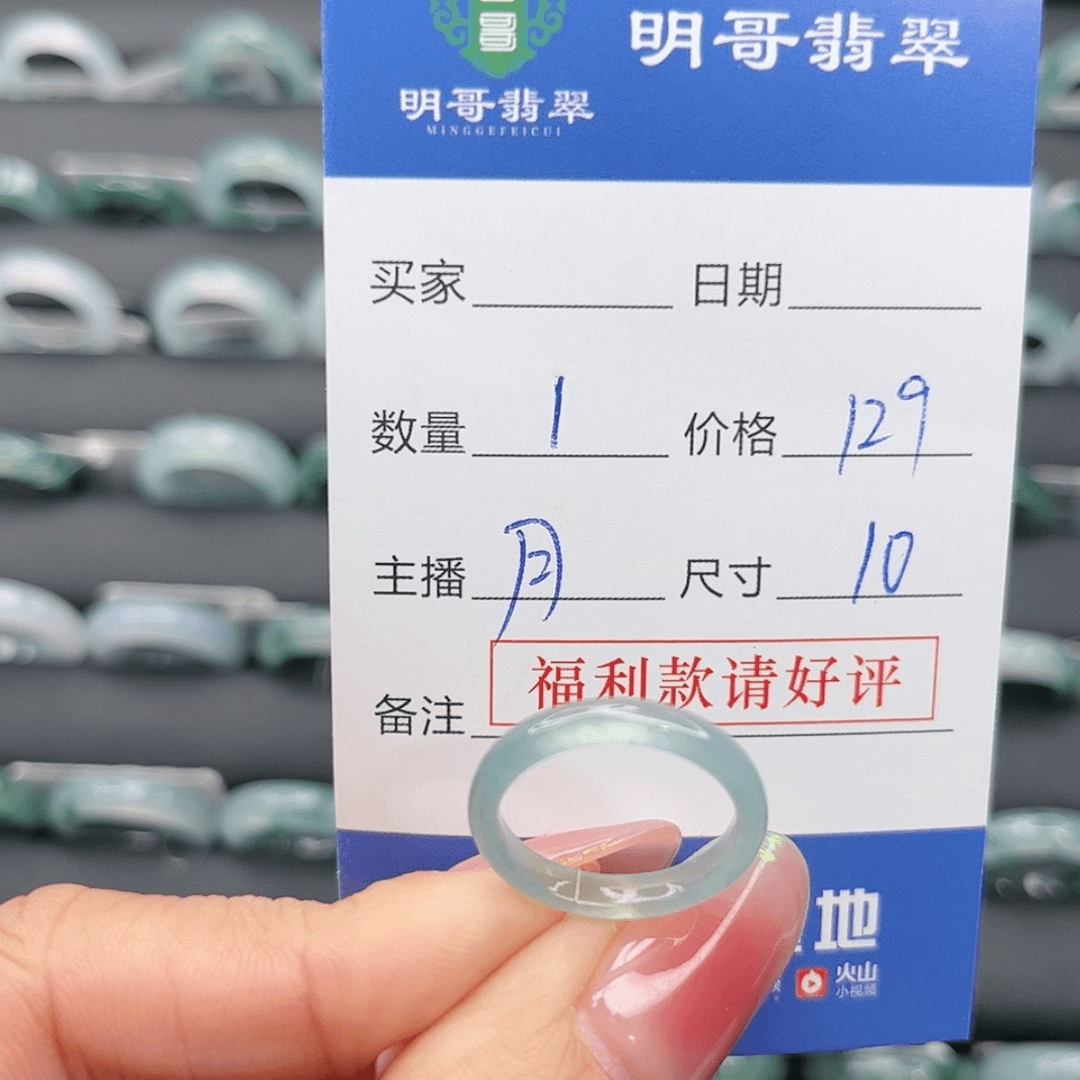 明哥翡翠
明哥翡翠
MINGGEFEICUI
买家 日期
数量 1 价格 129
主播 月 尺寸 10
备注 福利款请好评
地
火山
小视频